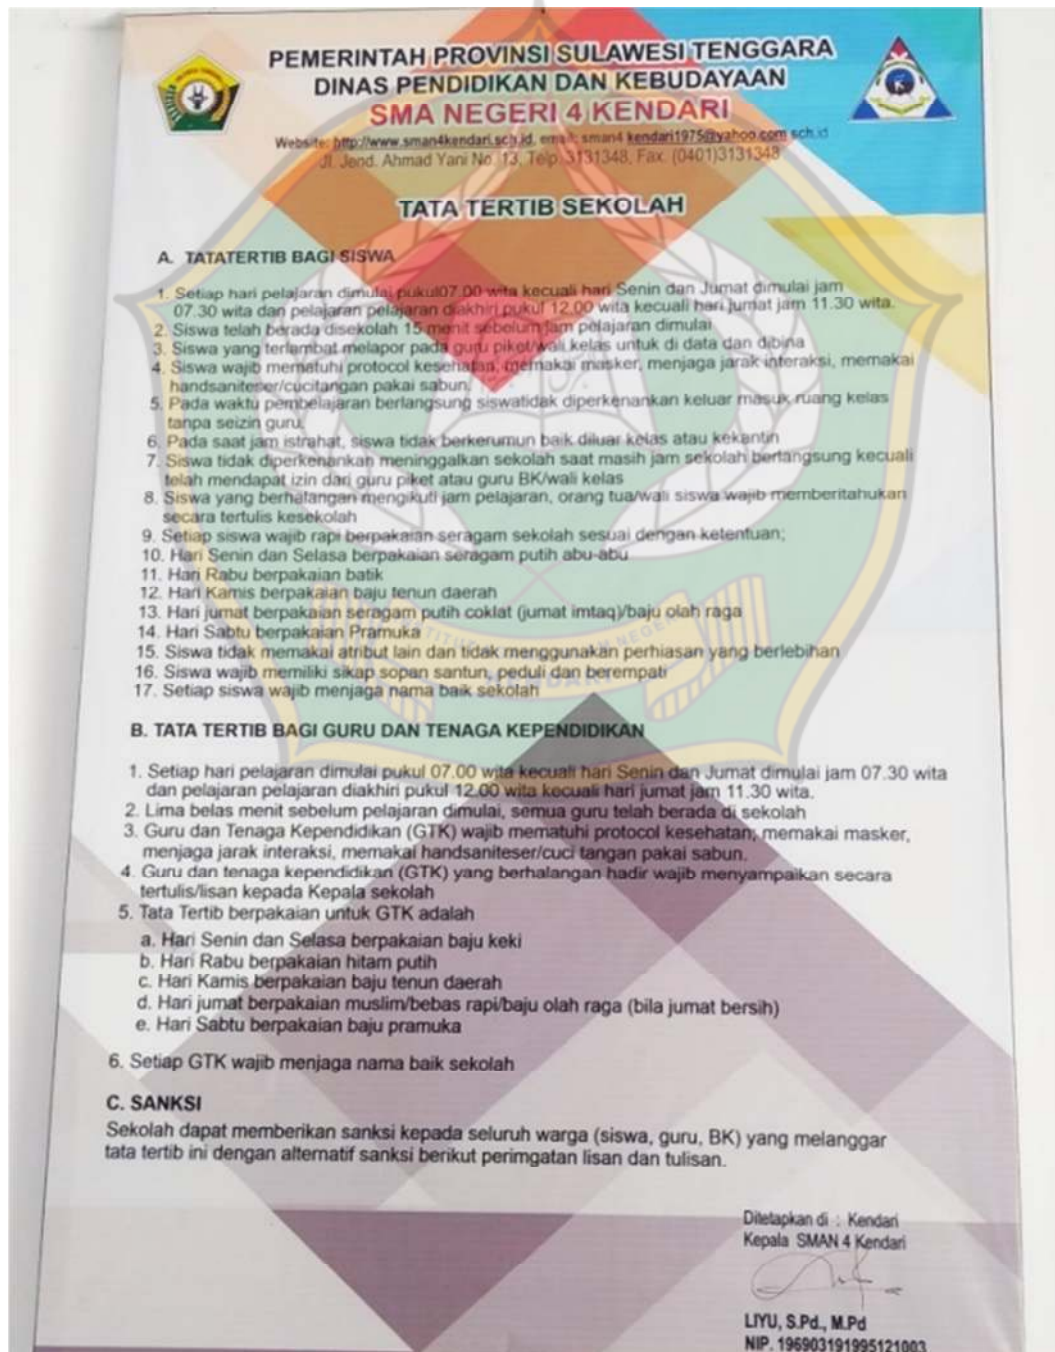 PEMERINTAH PROVINSI SULAWESI TENGGARA
DINAS PENDIDIKAN DAN KEBUDAYAAN
SMA NEGERI 4 KENDARI
Website: http://www.sman4kendari.sch.id, email: sman4 kendari1975@yahoo.com sch.id
Jl. Jend. Ahmad Yani No. 13, Telp. 3131348, Fax. (0401)3131348
TATA TERTIB SEKOLAH
A. TATATERTIB BAGI SISWA
1. Setiap hari pelajaran dimulai pukul07.00 wita kecuali hari Senin dan Jumat dimulai jam
07.30 wita dan pelajaran pelajaran diakhiri pukul 12.00 wita kecuali hari jumat jam 11.30 wita.
2. Siswa telah berada disekolah 15 menit sebelum jam pelajaran dimulai
3. Siswa yang terlambat melapor pada guru piket/wali kelas untuk di data dan dibina
4. Siswa wajib mematuhi protocol kesehatan; memakai masker, menjaga jarak interaksi, memakai
handsaniteser/cucitangan pakai sabun.
5. Pada waktu pembelajaran berlangsung siswatidak diperkenankan keluar masuk ruang kelas
tanpa seizin guru.
6. Pada saat jam istrahat, siswa tidak berkerumun baik diluar kelas atau kekantin
7. Siswa tidak diperkenankan meninggalkan sekolah saat masih jam sekolah berlangsung kecuali
telah mendapat izin dari guru piket atau guru BK/wali kelas
8. Siswa yang berhalangan mengikuti jam pelajaran, orang tua/wali siswa wajib memberitahukan
secara tertulis kesekolah
9. Setiap siswa wajib rapi berpakaian seragam sekolah sesuai dengan ketentuan;
10. Hari Senin dan Selasa berpakaian seragam putih abu-abu
11. Hari Rabu berpakaian batik
12. Hari Kamis berpakaian baju tenun daerah
13. Hari jumat berpakaian seragam putih coklat (jumat imtaq)/baju olah raga
14. Hari Sabtu berpakaian Pramuka
15. Siswa tidak memakai atribut lain dan tidak menggunakan perhiasan yang berlebihan
16. Siswa wajib memiliki sikap sopan santun, peduli dan berempati
17. Setiap siswa wajib menjaga nama baik sekolah
B. TATA TERTIB BAGI GURU DAN TENAGA KEPENDIDIKAN
1. Setiap hari pelajaran dimulai pukul 07.00 wita kecuali hari Senin dan Jumat dimulai jam 07.30 wita
dan pelajaran pelajaran diakhiri pukul 12.00 wita kecuali hari jumat jam 11.30 wita.
2. Lima belas menit sebelum pelajaran dimulai, semua guru telah berada di sekolah
3. Guru dan Tenaga Kependidikan (GTK) wajib mematuhi protocol kesehatan; memakai masker,
menjaga jarak interaksi, memakai handsaniteser/cuci tangan pakai sabun.
4. Guru dan tenaga kependidikan (GTK) yang berhalangan hadir wajib menyampaikan secara
tertulis/lisan kepada Kepala sekolah
5. Tata Tertib berpakaian untuk GTK adalah
a. Hari Senin dan Selasa berpakaian baju keki
b. Hari Rabu berpakaian hitam putih
c. Hari Kamis berpakaian baju tenun daerah
d. Hari jumat berpakaian muslim/bebas rapi/baju olah raga (bila jumat bersih)
e. Hari Sabtu berpakaian baju pramuka
6. Setiap GTK wajib menjaga nama baik sekolah
C. SANKSI
Sekolah dapat memberikan sanksi kepada seluruh warga (siswa, guru, BK) yang melanggar
tata tertib ini dengan alternatif sanksi berikut perimgatan lisan dan tulisan.
Ditetapkan di : Kendari
Kepala SMAN 4 Kendari
LIYU, S.Pd., M.Pd
NIP. 196903191995121003